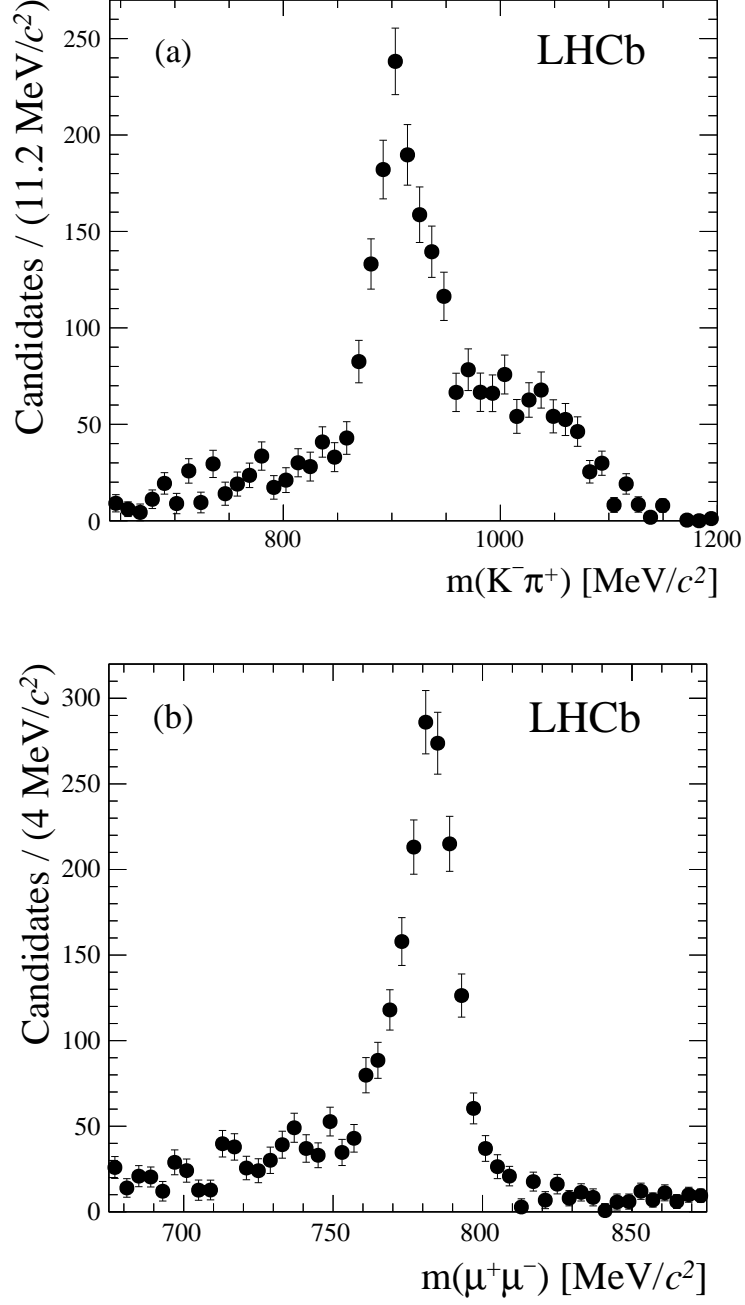 (a)
LHCb
Candidates / (11.2 MeV/c²)
250
200
150
100
50
0
800
1000
1200
m(K⁻π⁺) [MeV/c²]
(b)
LHCb
Candidates / (4 MeV/c²)
300
250
200
150
100
50
0
700
750
800
850
m(μ⁺μ⁻) [MeV/c²]